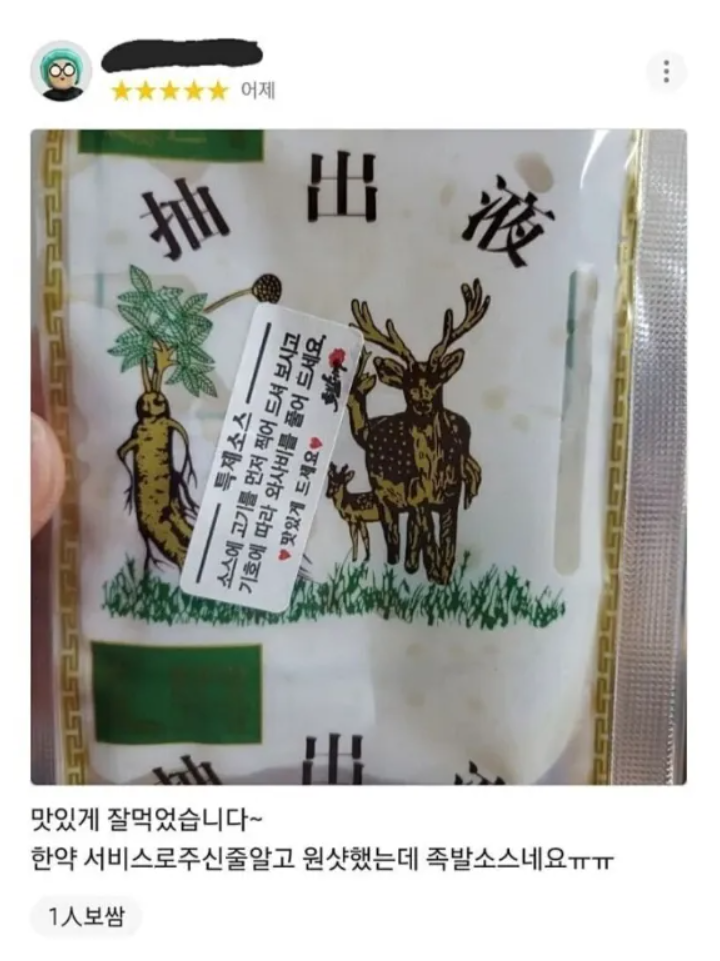 어제
抽 出 液
특제소스
소스에 고기를 먼저 찍어 드셔 보시고
기호에 따라 와사비를 풀어 드세요.
♥맛있게 드세요♥
抽 出
맛있게 잘먹었습니다~
한약 서비스로주신줄알고 원샷했는데 족발소스네요ㅠㅠ
1人보쌈